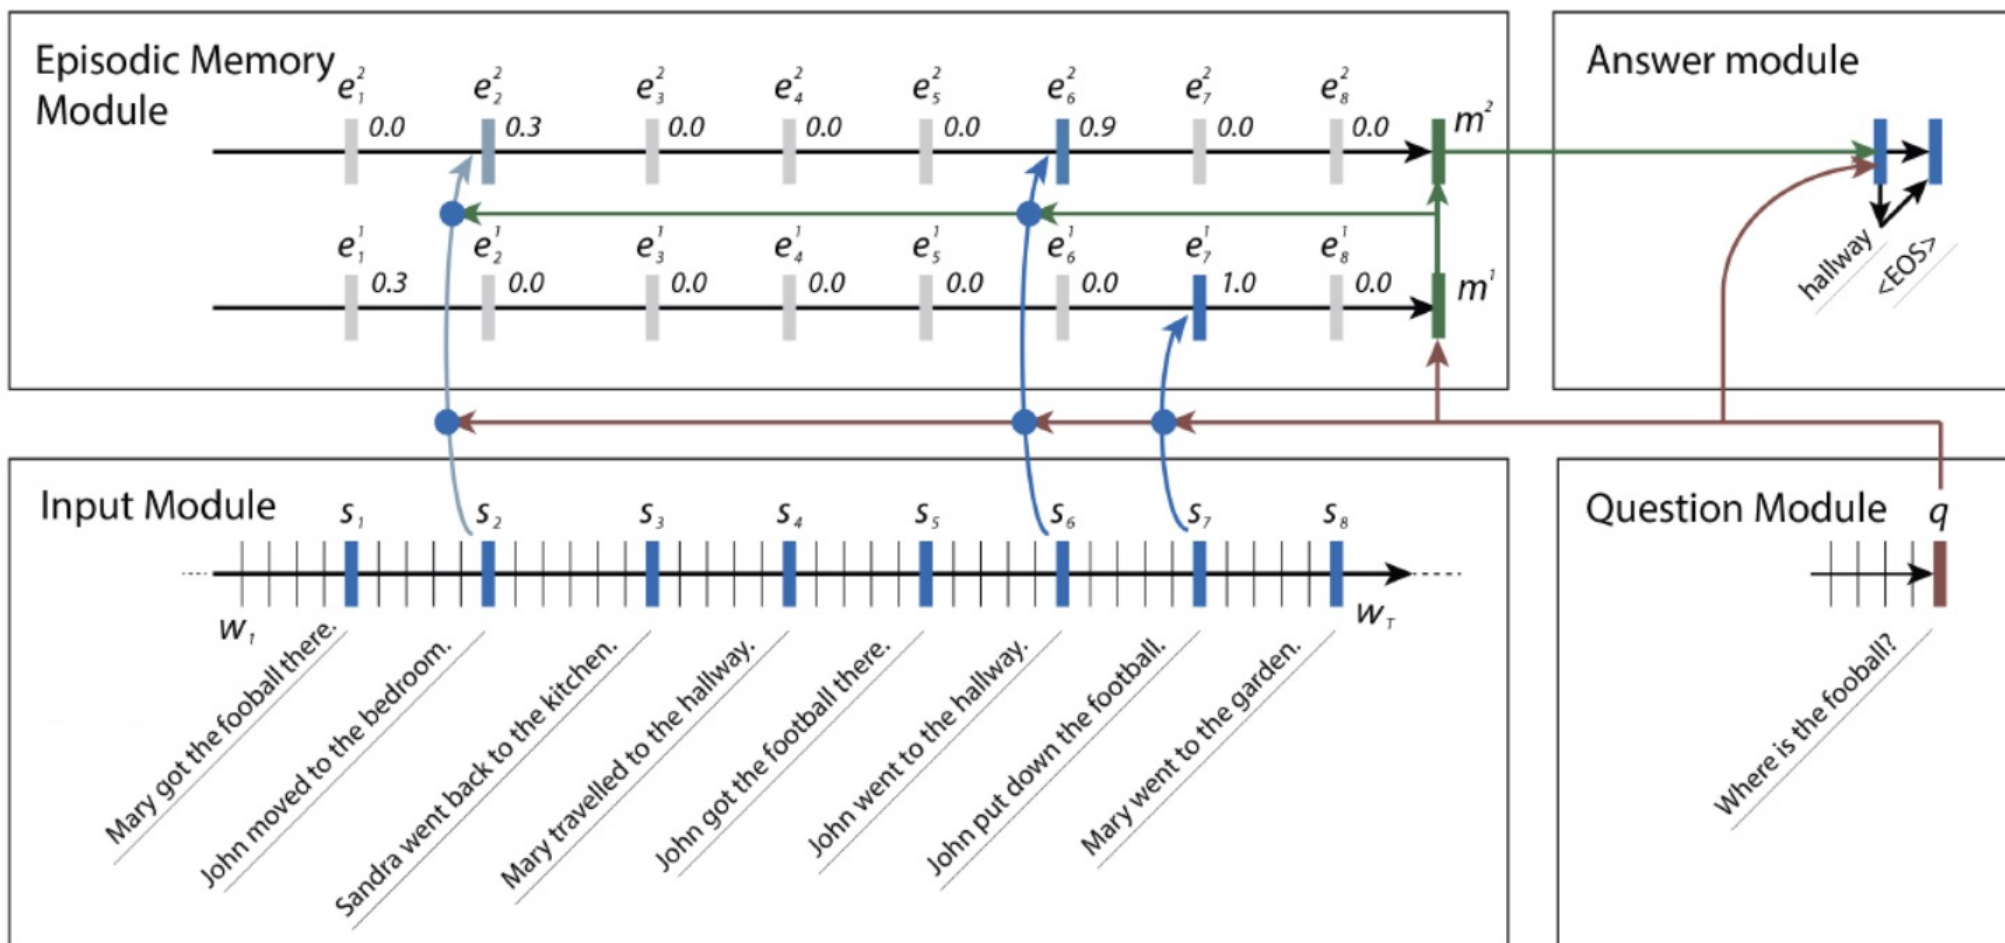 Episodic Memory
Module
e₁² e₂² e₃² e₄² e₅² e₆² e₇² e₈²
0.0 0.3 0.0 0.0 0.0 0.9 0.0 0.0 m²
e₁¹ e₂¹ e₃¹ e₄¹ e₅¹ e₆¹ e₇¹ e₈¹
0.3 0.0 0.0 0.0 0.0 0.0 1.0 0.0 m¹
Answer module
hallway
<EOS>
Input Module
s₁ s₂ s₃ s₄ s₅ s₆ s₇ s₈
w₁ w_T
Mary got the fooball there.
John moved to the bedroom.
Sandra went back to the kitchen.
Mary travelled to the hallway.
John got the football there.
John went to the hallway.
John put down the football.
Mary went to the garden.
Question Module
q
Where is the fooball?